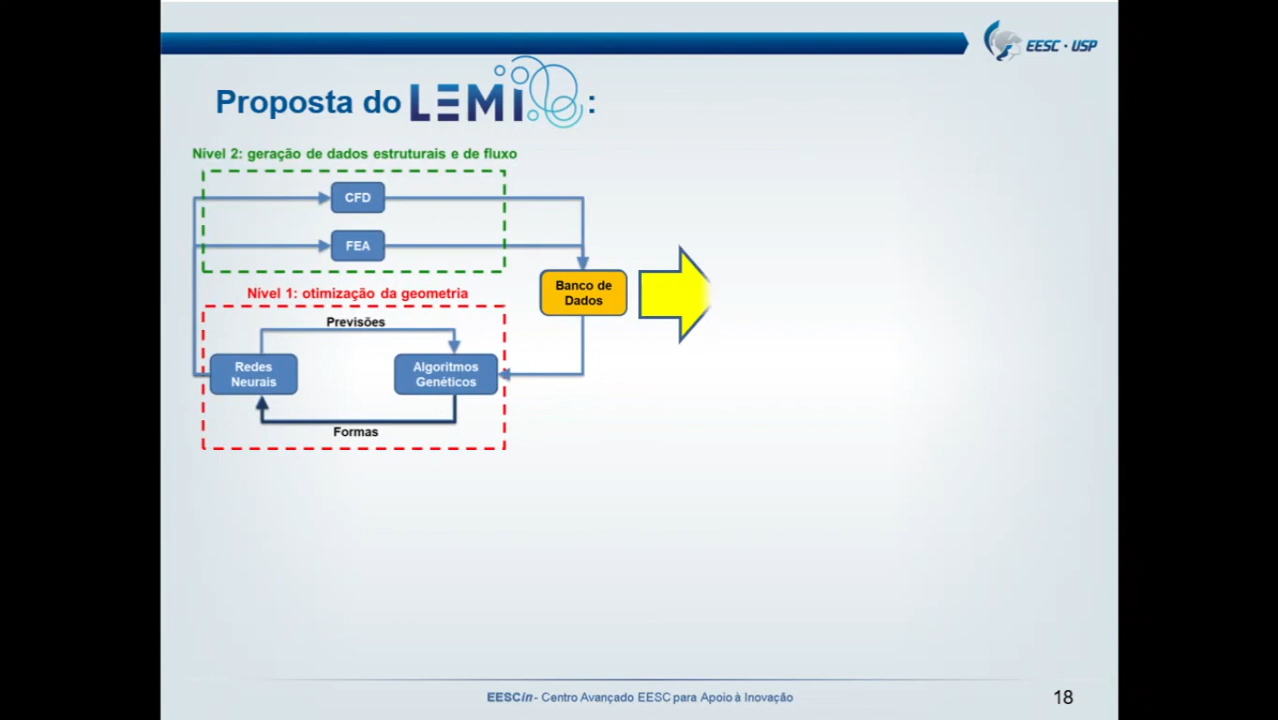 EESC · USP
Proposta do LEMI :
Nível 2: geração de dados estruturais e de fluxo
CFD
FEA
Banco de
Dados
Nível 1: otimização da geometria
Previsões
Redes
Neurais
Algoritmos
Genéticos
Formas
EESCin - Centro Avançado EESC para Apoio à Inovação
18